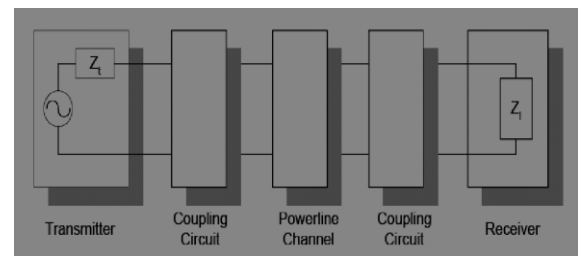 Zt
Zl
Transmitter
Coupling
Circuit
Powerline
Channel
Coupling
Circuit
Receiver